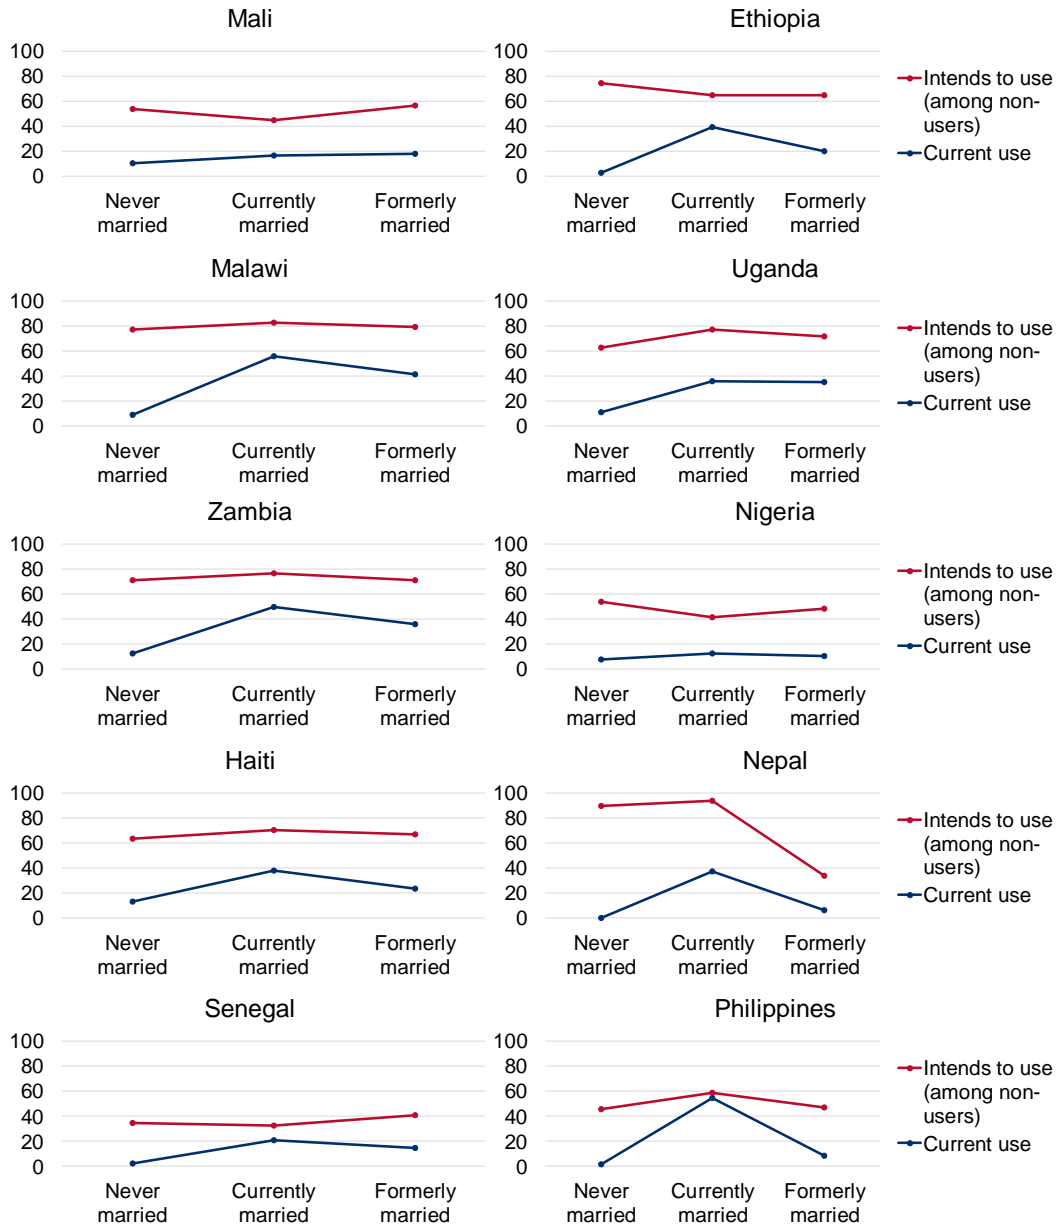 Mali
100
80
60
40
20
0
Never married
Currently married
Formerly married
Ethiopia
100
80
60
40
20
0
Never married
Currently married
Formerly married
Intends to use
(among non-
users)
Current use
Malawi
100
80
60
40
20
0
Never married
Currently married
Formerly married
Uganda
100
80
60
40
20
0
Never married
Currently married
Formerly married
Intends to use
(among non-
users)
Current use
Zambia
100
80
60
40
20
0
Never married
Currently married
Formerly married
Nigeria
100
80
60
40
20
0
Never married
Currently married
Formerly married
Intends to use
(among non-
users)
Current use
Haiti
100
80
60
40
20
0
Never married
Currently married
Formerly married
Nepal
100
80
60
40
20
0
Never married
Currently married
Formerly married
Intends to use
(among non-
users)
Current use
Senegal
100
80
60
40
20
0
Never married
Currently married
Formerly married
Philippines
100
80
60
40
20
0
Never married
Currently married
Formerly married
Intends to use
(among non-
users)
Current use